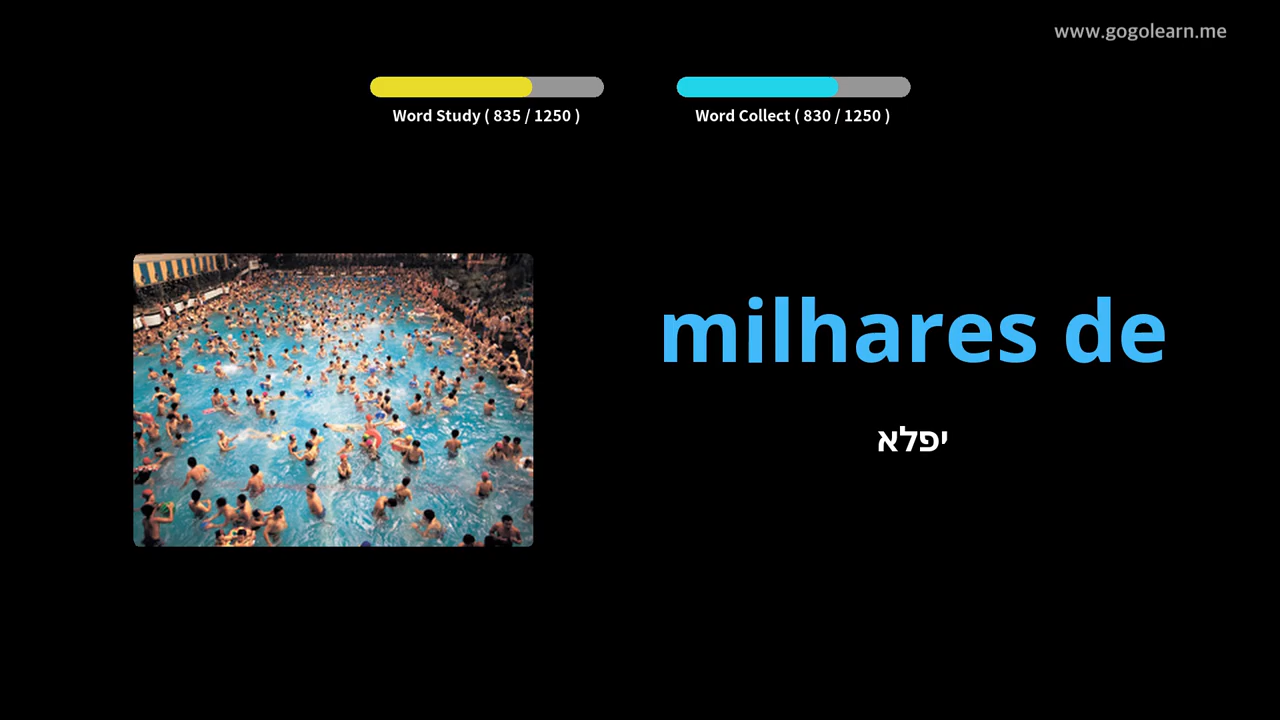 www.gogolearn.me
Word Study ( 835 / 1250 )
Word Collect ( 830 / 1250 )
milhares de
יפלא